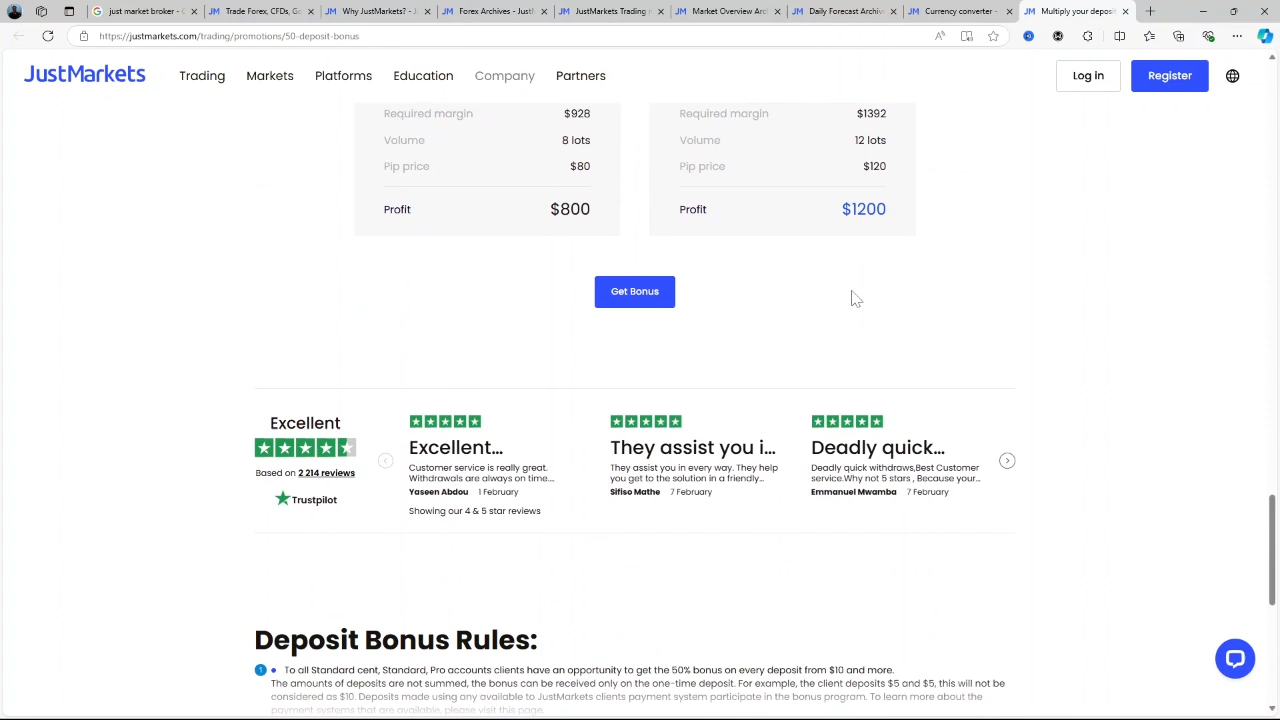 just market broker - G
Trade Forex, CFDs, G
Why JustMarkets? - J
Forex Archives - Just!
JustMarkets Trading
Market Overview Arc
Daily Forecast Archiv
Currency converter -
Multiply your deposit
https://justmarkets.com/trading/promotions/50-deposit-bonus
JustMarkets
Trading
Markets
Platforms
Education
Company
Partners
Log in
Register
Required margin $928
Volume 8 lots
Pip price $80
Profit $800
Required margin $1392
Volume 12 lots
Pip price $120
Profit $1200
Get Bonus
Excellent
Based on 2 214 reviews
Trustpilot
Excellent...
Customer service is really great.
Withdrawals are always on time....
Yaseen Abdou 1 February
Showing our 4 & 5 star reviews
They assist you i...
They assist you in every way. They help
you get to the solution in a friendly...
Sifiso Mathe 7 February
Deadly quick...
Deadly quick withdraws,Best Customer
service.Why not 5 stars , Because your...
Emmanuel Mwamba 7 February
Deposit Bonus Rules:
1 • To all Standard cent, Standard, Pro accounts clients have an opportunity to get the 50% bonus on every deposit from $10 and more.
The amounts of deposits are not summed, the bonus can be received only on the one-time deposit. For example, the client deposits $5 and $5, this will not be
considered as $10. Deposits made using any available to JustMarkets clients payment system participate in the bonus program. To learn more about the
payment systems that are available, please visit this page.